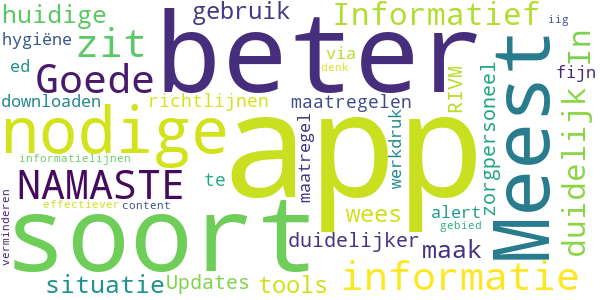 huidige
gebruik
Informatief
iig
hygiëne
zit
beter
via
denk
ed
Goede
RIVM
In
fijn
downloaden
richtlijnen
maatregelen
nodige
app
Meest
duidelijk
zorgpersoneel
werkdruk
maatregel
informatielijnen
NAMASTE
te
effectiever
content
wees
alert
gebied
verminderen
soort
duidelijker
maak
situatie
Updates
tools
informatie